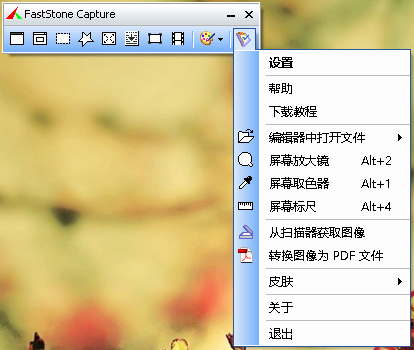 FastStone Capture
设置
帮助
下载教程
编辑器中打开文件
屏幕放大镜 Alt+2
屏幕取色器 Alt+1
屏幕标尺 Alt+4
从扫描器获取图像
转换图像为 PDF 文件
皮肤
关于
退出